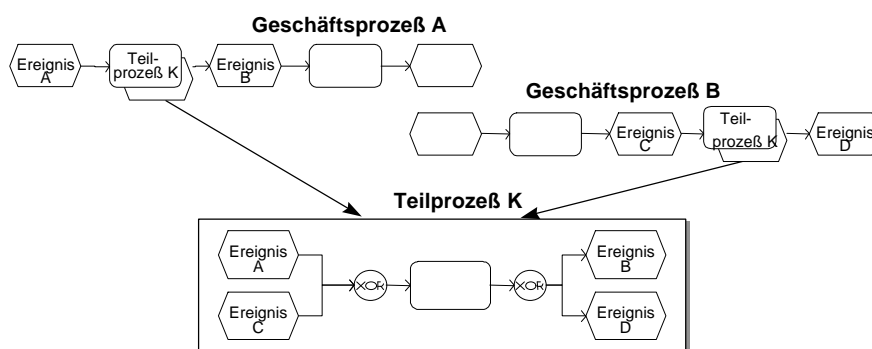 Geschäftsprozeß A
Ereignis
A
Teil-
prozeß K
Ereignis
B
Geschäftsprozeß B
Ereignis
C
Teil-
prozeß K
Ereignis
D
Teilprozeß K
Ereignis
A
Ereignis
C
XOR
XOR
Ereignis
B
Ereignis
D